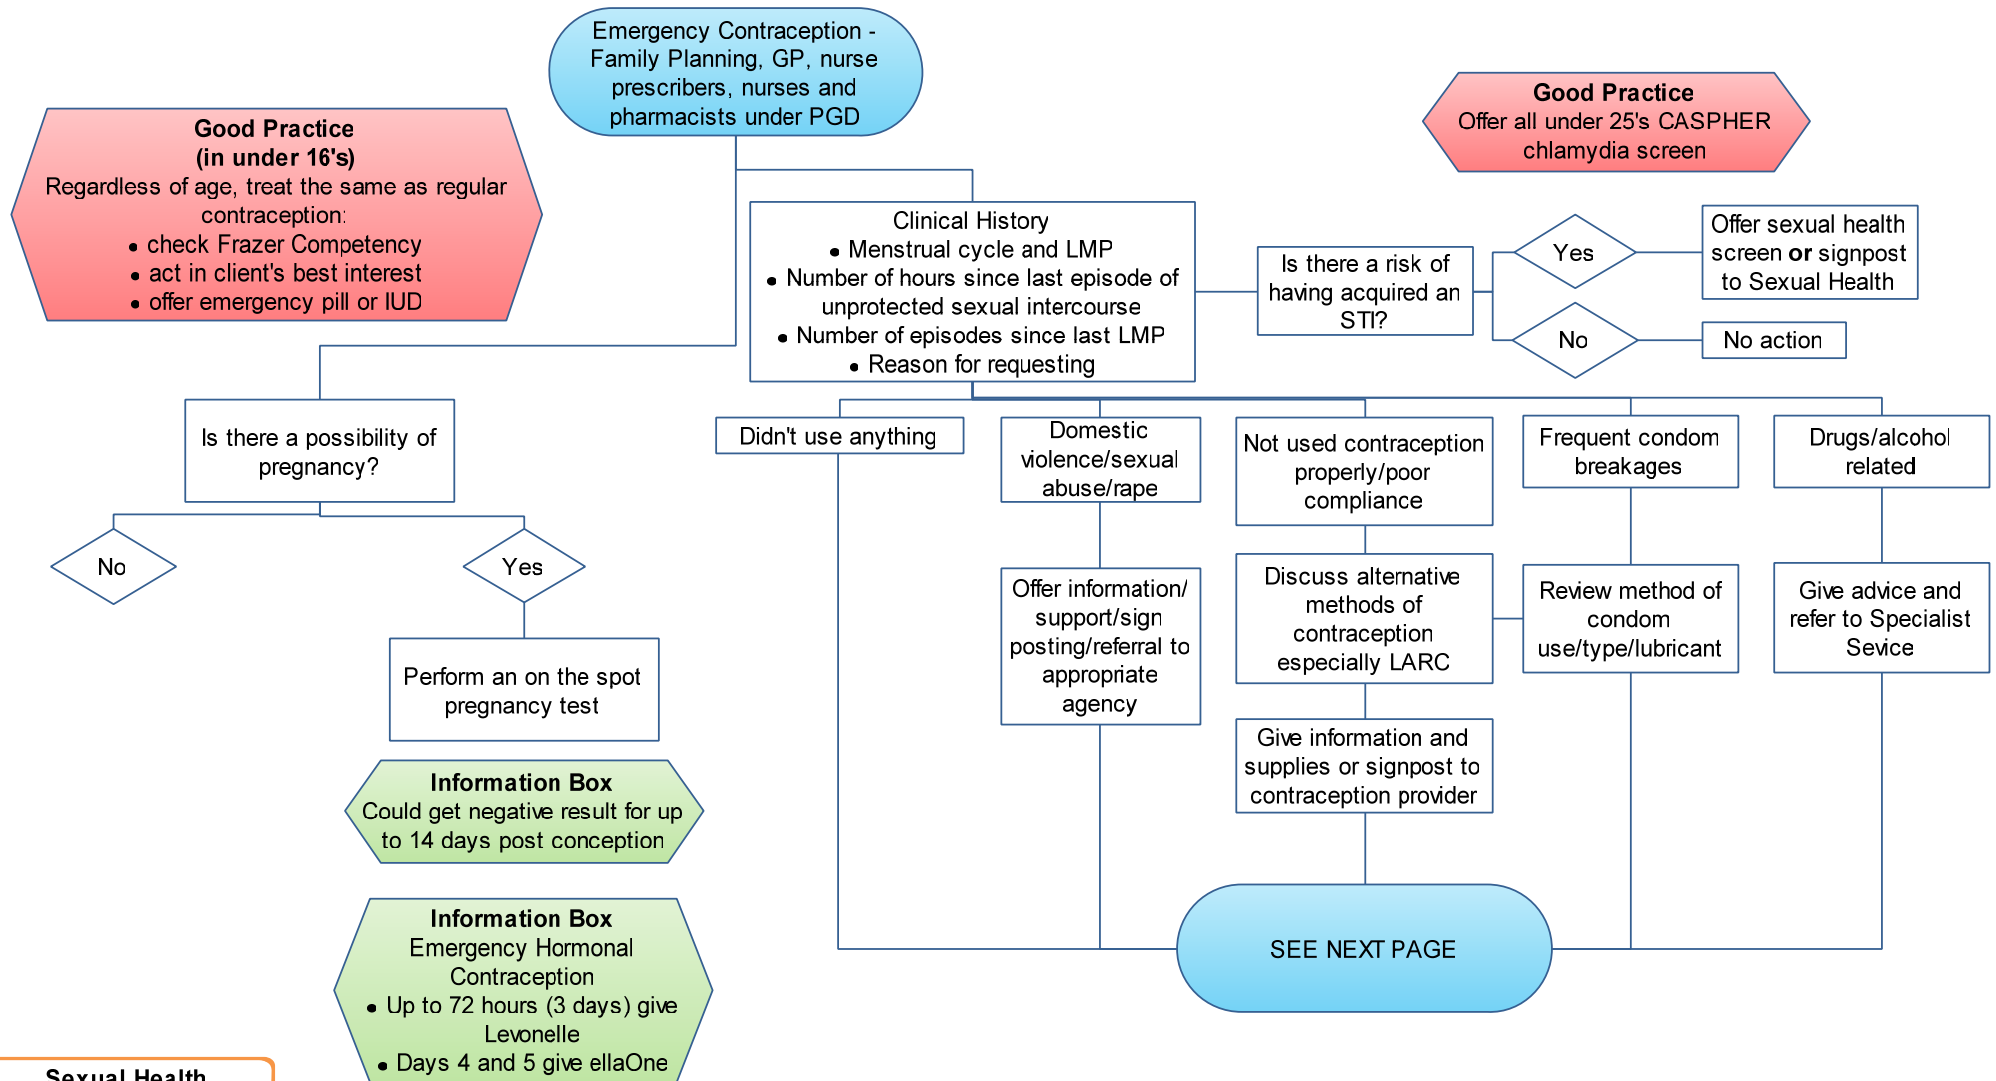 Emergency Contraception -
Family Planning, GP, nurse
prescribers, nurses and
pharmacists under PGD
Good Practice
Offer all under 25's CASPHER
chlamydia screen
Good Practice
(in under 16's)
Regardless of age, treat the same as regular
contraception:
• check Frazer Competency
• act in client's best interest
• offer emergency pill or IUD
Clinical History
• Menstrual cycle and LMP
• Number of hours since last episode of
unprotected sexual intercourse
• Number of episodes since last LMP
• Reason for requesting
Is there a risk of
having acquired an
STI?
Yes
Offer sexual health
screen or signpost
to Sexual Health
No
No action
Is there a possibility of
pregnancy?
No
Yes
Perform an on the spot
pregnancy test
Didn't use anything
Domestic
violence/sexual
abuse/rape
Not used contraception
properly/poor
compliance
Frequent condom
breakages
Drugs/alcohol
related
Offer information/
support/sign
posting/referral to
appropriate
agency
Discuss alternative
methods of
contraception
especially LARC
Review method of
condom
use/type/lubricant
Give advice and
refer to Specialist
Sevice
Give information and
supplies or signpost to
contraception provider
Information Box
Could get negative result for up
to 14 days post conception
Information Box
Emergency Hormonal
Contraception
• Up to 72 hours (3 days) give
Levonelle
• Days 4 and 5 give ellaOne
SEE NEXT PAGE
Sexual Health